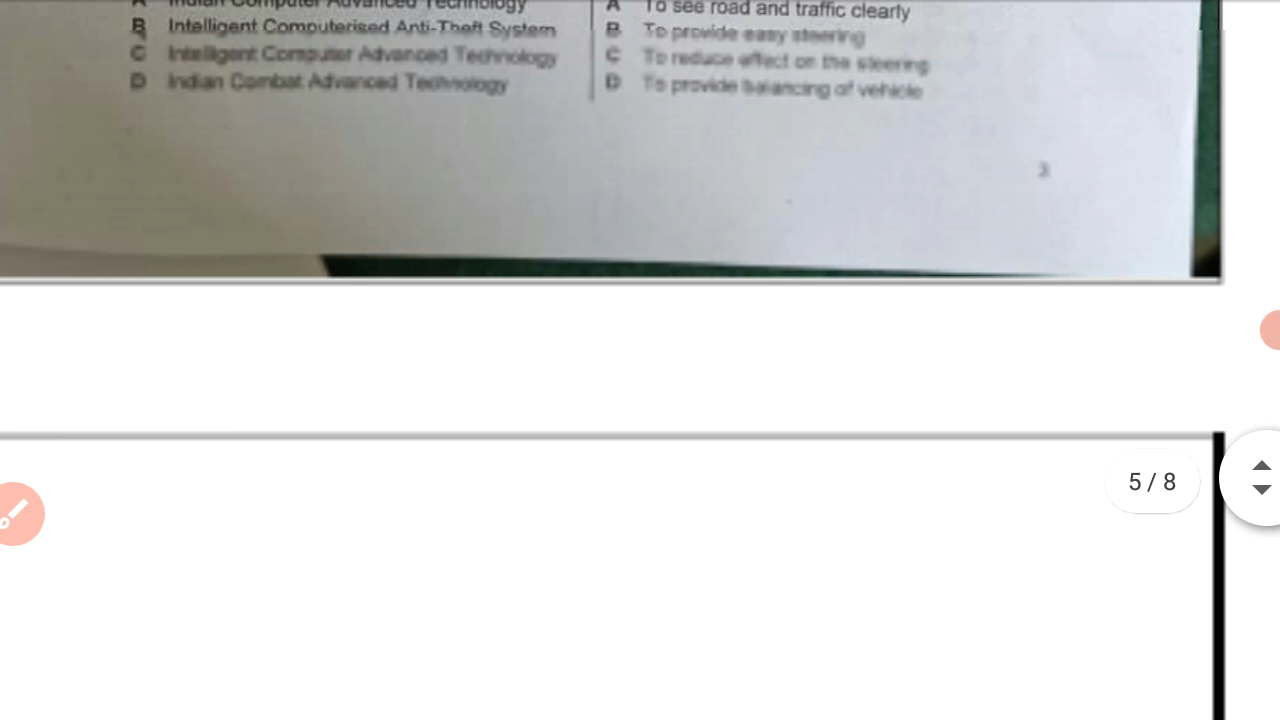 A Indian Computer Advanced Technology
B Intelligent Computerised Anti-Theft System
C Intelligent Computer Advanced Technology
D Indian Combat Advanced Technology
A To see road and traffic clearly
B To provide easy steering
C To reduce effect on the steering
D To provide balancing of vehicle
3
5 / 8